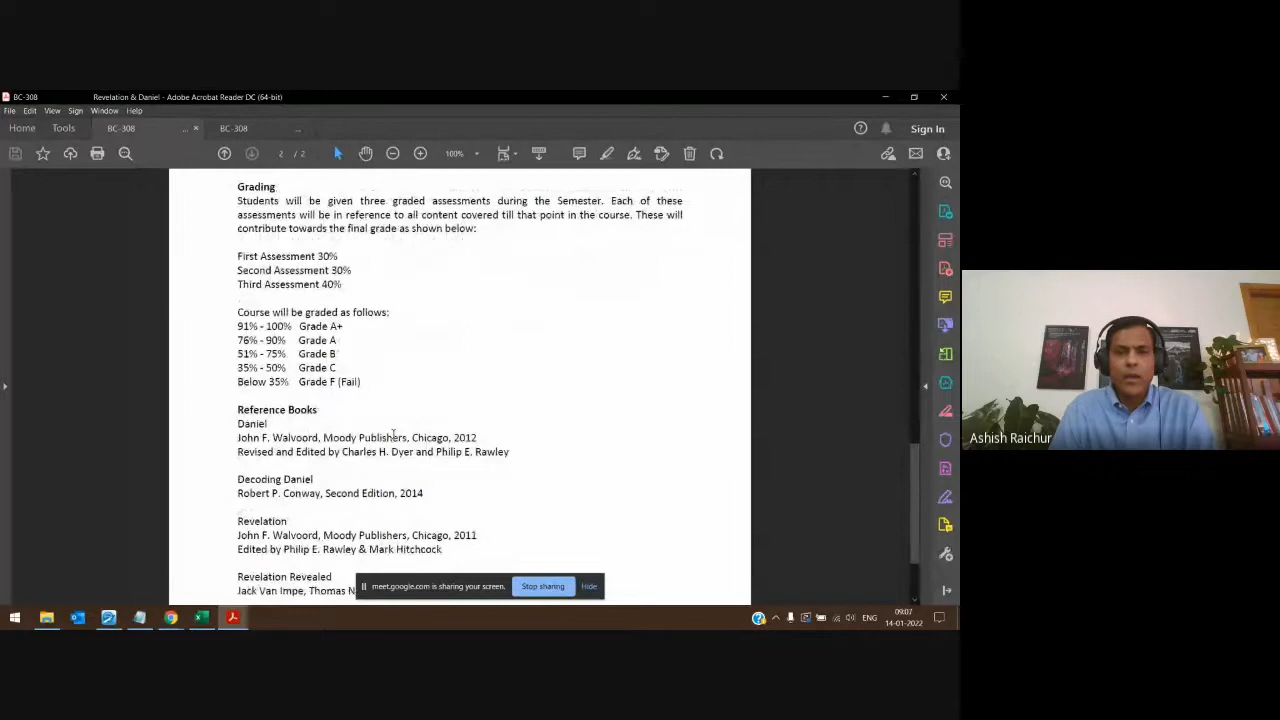 BC-308
Revelation & Daniel - Adobe Acrobat Reader DC (64-bit)
File Edit View Sign Window Help
Home Tools BC-308 ... × BC-308 ...
Sign In
2 / 2
100%
Grading
Students will be given three graded assessments during the Semester. Each of these
assessments will be in reference to all content covered till that point in the course. These will
contribute towards the final grade as shown below:
First Assessment 30%
Second Assessment 30%
Third Assessment 40%
Course will be graded as follows:
91% - 100% Grade A+
76% - 90% Grade A
51% - 75% Grade B
35% - 50% Grade C
Below 35% Grade F (Fail)
Reference Books
Daniel
John F. Walvoord, Moody Publishers, Chicago, 2012
Revised and Edited by Charles H. Dyer and Philip E. Rawley
Decoding Daniel
Robert P. Conway, Second Edition, 2014
Revelation
John F. Walvoord, Moody Publishers, Chicago, 2011
Edited by Philip E. Rawley & Mark Hitchcock
Revelation Revealed
Jack Van Impe, Thomas N
meet.google.com is sharing your screen. Stop sharing Hide
Ashish Raichur
ENG
09:07
14-01-2022